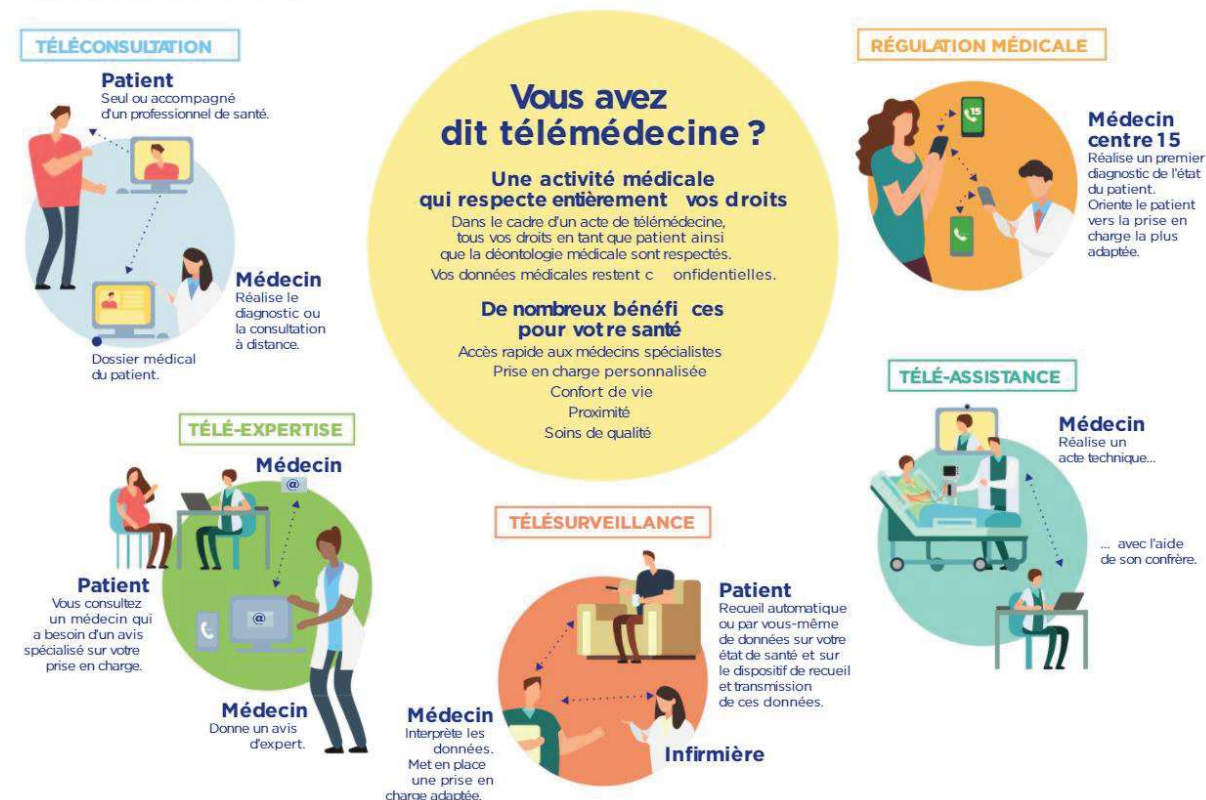 TÉLÉCONSULTATION
Patient
Seul ou accompagné
d'un professionnel de santé.
Médecin
Réalise le
diagnostic ou
la consultation
à distance.
Dossier médical
du patient.
Vous avez
dit télémédecine ?
Une activité médicale
qui respecte entièrement vos droits
Dans le cadre d'un acte de télémédecine,
tous vos droits en tant que patient ainsi
que la déontologie médicale sont respectés.
Vos données médicales restent c onfidentielles.
De nombreux bénéfi ces
pour votre santé
Accès rapide aux médecins spécialistes
Prise en charge personnalisée
Confort de vie
Proximité
Soins de qualité
RÉGULATION MÉDICALE
15
Médecin
centre 15
Réalise un premier
diagnostic de l'état
du patient.
Oriente le patient
vers la prise en
charge la plus
adaptée.
TÉLÉ-EXPERTISE
Médecin
@
@
Patient
Vous consultez
un médecin qui
a besoin d'un avis
spécialisé sur votre
prise en charge.
Médecin
Donne un avis
d'expert.
TÉLÉSURVEILLANCE
Patient
Recueil automatique
ou par vous-même
de données sur votre
état de santé et sur
le dispositif de recueil
et transmission
de ces données.
Médecin
Interprète les
données.
Met en place
une prise en
charge adaptée.
Infirmière
TÉLÉ-ASSISTANCE
Médecin
Réalise un
acte technique...
... avec l'aide
de son confrère.